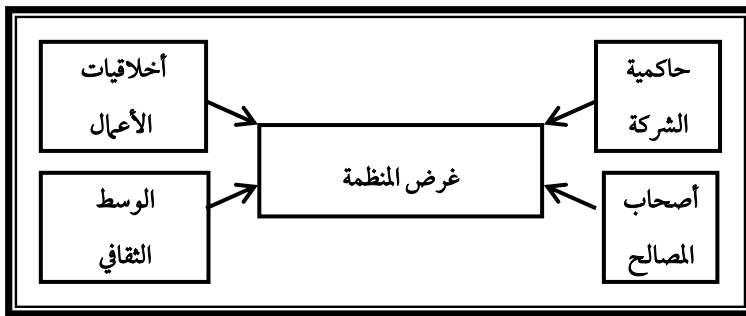 حاكمية
الشركة
أخلاقيات
الأعمال
غرض المنظمة
أصحاب
المصالح
الوسط
الثقافي